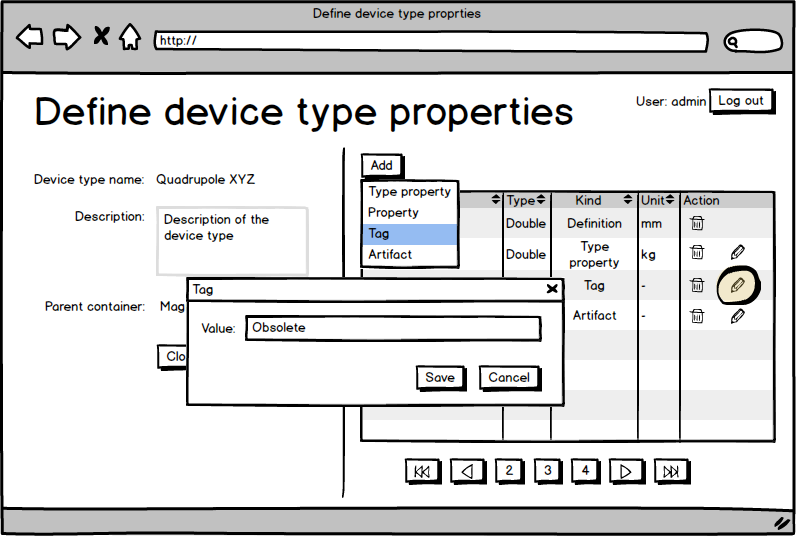 Define device type proprties
http://
Define device type properties
User: admin
Log out
Device type name: Quadrupole XYZ
Description:
Description of the
device type
Parent container: Mag
Clo
Add
Type property
Property
Tag
Artifact
Type Kind Unit Action
Double Definition mm
Double Type property kg
Tag -
Artifact -
Tag
Value: Obsolete
Save Cancel
2 3 4